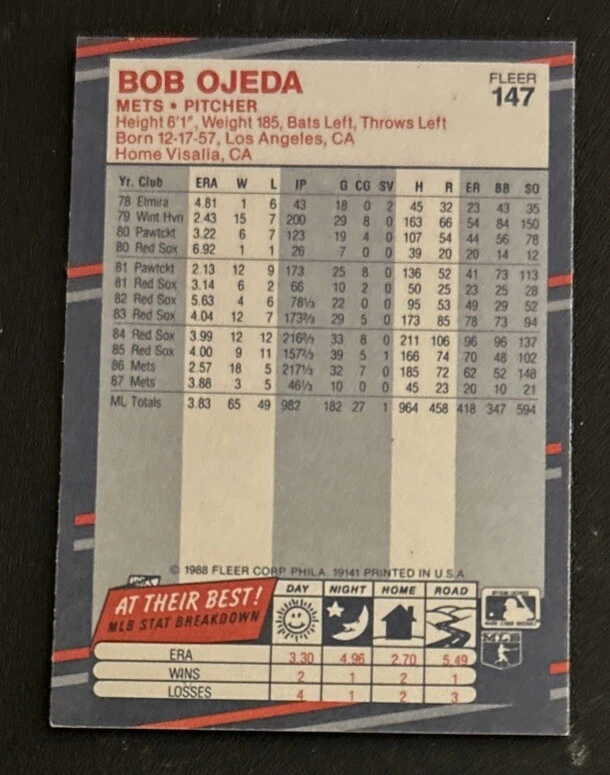 BOB OJEDA
FLEER
147
METS • PITCHER
Height 6'1", Weight 185, Bats Left, Throws Left
Born 12-17-57, Los Angeles, CA
Home Visalia, CA
Yr. Club ERA W L IP G CG SV H R ER BB SO
78 Elmira 4.81 1 6 43 18 0 2 45 32 23 43 35
79 Wint Hvn 2.43 15 7 200 29 8 0 163 66 54 84 150
80 Pawtckt 3.22 6 7 123 19 4 0 107 54 44 56 78
80 Red Sox 6.92 1 1 26 7 0 0 39 20 20 14 12
81 Pawtckt 2.13 12 9 173 25 8 0 136 52 41 73 113
81 Red Sox 3.14 6 2 66 10 2 0 50 25 23 25 28
82 Red Sox 5.63 4 6 78⅓ 22 0 0 95 53 49 29 52
83 Red Sox 4.04 12 7 173⅔ 29 5 0 173 85 78 73 94
84 Red Sox 3.99 12 12 216⅔ 33 8 0 211 106 96 96 137
85 Red Sox 4.00 9 11 157⅔ 39 5 1 166 74 70 48 102
86 Mets 2.57 18 5 217⅓ 32 7 0 185 72 62 52 148
87 Mets 3.88 3 5 46⅓ 10 0 0 45 23 20 10 21
ML Totals 3.83 65 49 982 182 27 1 964 458 418 347 594
© 1988 FLEER CORP. PHILA. 19141 PRINTED IN U.S.A.
AT THEIR BEST!
MLB STAT BREAKDOWN
DAY NIGHT HOME ROAD
ERA 3.30 4.96 2.70 5.49
WINS 2 1 2 1
LOSSES 4 1 2 3
MLB